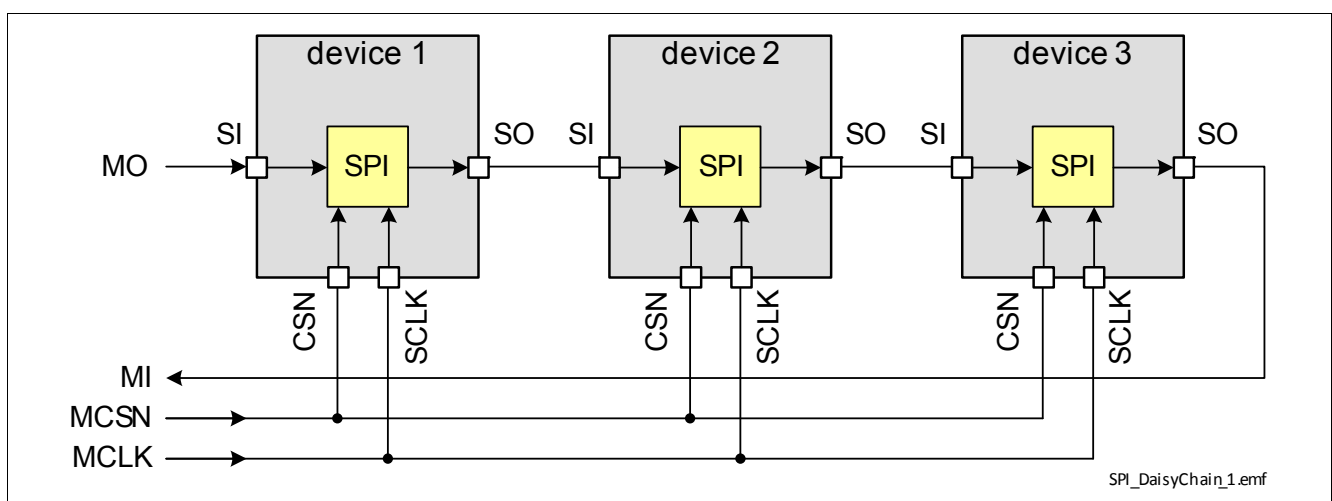 device 1
device 2
device 3
SI
SO
SI
SO
SI
SO
MO
SPI
SPI
SPI
CSN
SCLK
CSN
SCLK
CSN
SCLK
MI
MCSN
MCLK
SPI_DaisyChain_1.emf